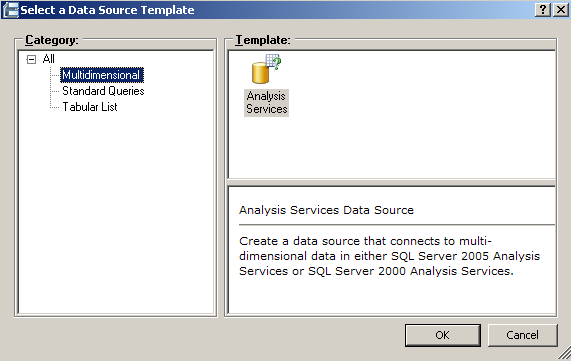 Select a Data Source Template
Category:
All
Multidimensional
Standard Queries
Tabular List
Template:
Analysis
Services
Analysis Services Data Source
Create a data source that connects to multi-
dimensional data in either SQL Server 2005 Analysis
Services or SQL Server 2000 Analysis Services.
OK
Cancel